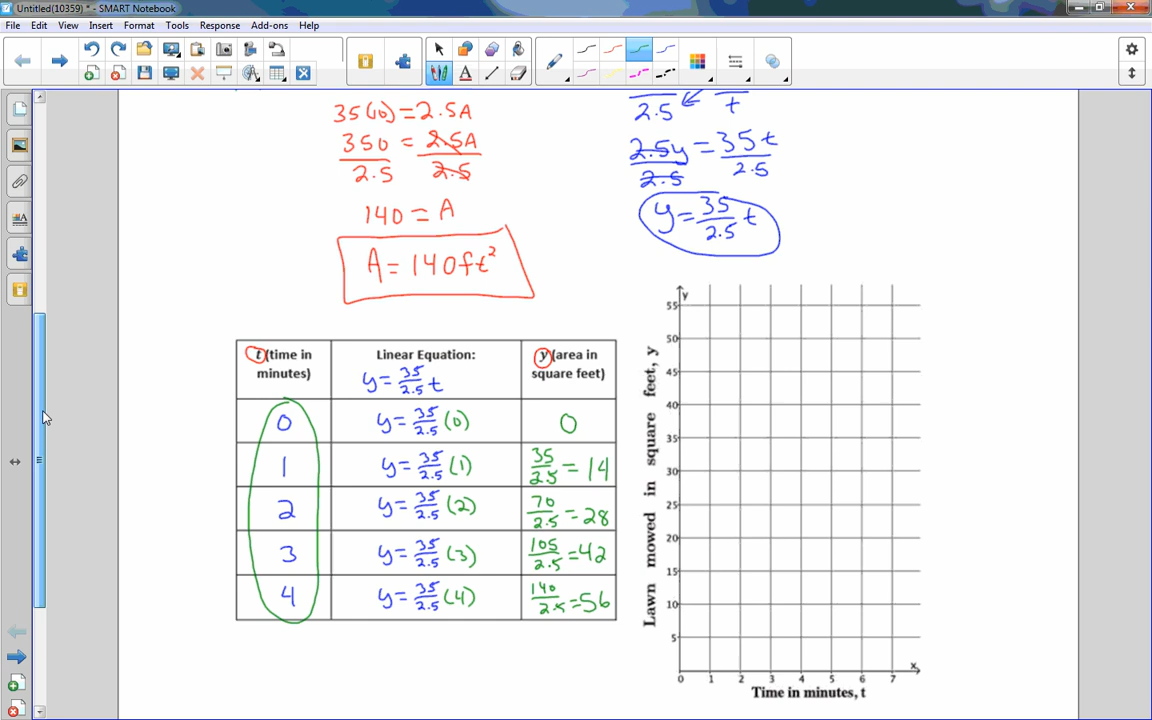 Untitled(10359) * - SMART Notebook
File Edit View Insert Format Tools Response Add-ons Help
35(10) = 2.5A
350 = 2.5A
2.5 2.5
140 = A
A = 140ft²
2.5 t
2.5y = 35t
2.5 2.5
y = 35/2.5 t
t (time in minutes) Linear Equation: y = 35/2.5 t y (area in square feet)
0 y = 35/2.5 (0) 0
1 y = 35/2.5 (1) 35/2.5 = 14
2 y = 35/2.5 (2) 70/2.5 = 28
3 y = 35/2.5 (3) 105/2.5 = 42
4 y = 35/2.5 (4) 140/2.5 = 56
y
55
50
45
40
35
30
25
20
15
10
5
0 1 2 3 4 5 6 7
x
Lawn mowed in square feet, y
Time in minutes, t